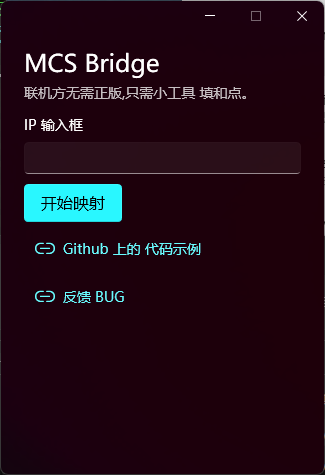 MCS Bridge
联机方无需正版,只需小工具 填和点。
IP 输入框
开始映射
Github 上的 代码示例
反馈 BUG